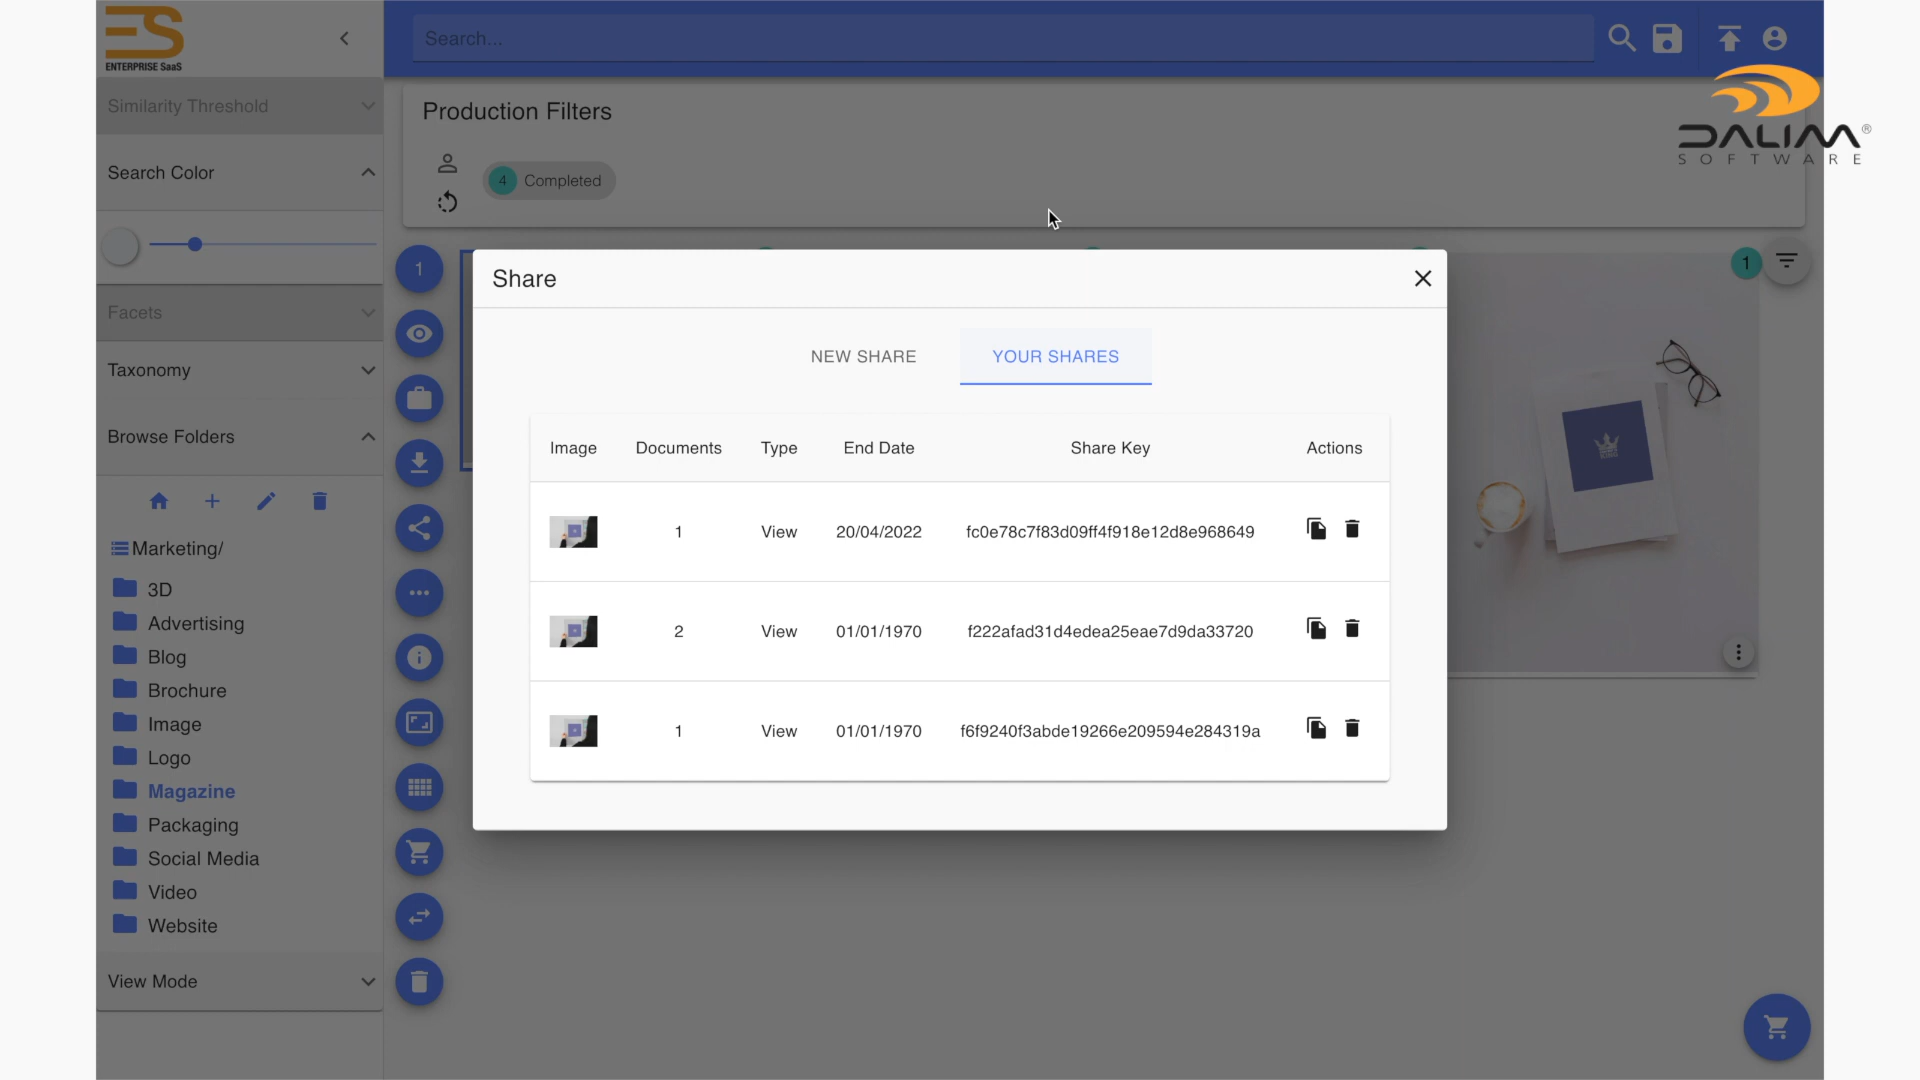 ES
ENTERPRISE SaaS
Search...
Similarity Threshold
Search Color
Facets
Taxonomy
Browse Folders
Marketing/
3D
Advertising
Blog
Brochure
Image
Logo
Magazine
Packaging
Social Media
Video
Website
View Mode
Production Filters
4 Completed
DALIM®
SOFTWARE
1
1
Share
NEW SHARE YOUR SHARES
Image Documents Type End Date Share Key Actions
1 View 20/04/2022 fc0e78c7f83d09ff4f918e12d8e968649
2 View 01/01/1970 f222afad31d4edea25eae7d9da33720
1 View 01/01/1970 f6f9240f3abde19266e209594e284319a